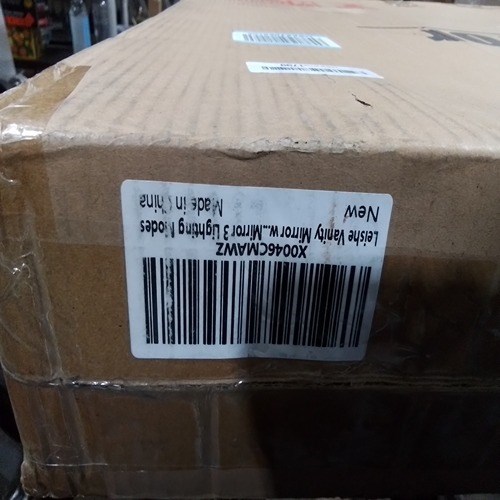 X0046CMAWZ
Leishe Vanity Mirror w...Mirror 3 Lighting Modes
New
Made in China